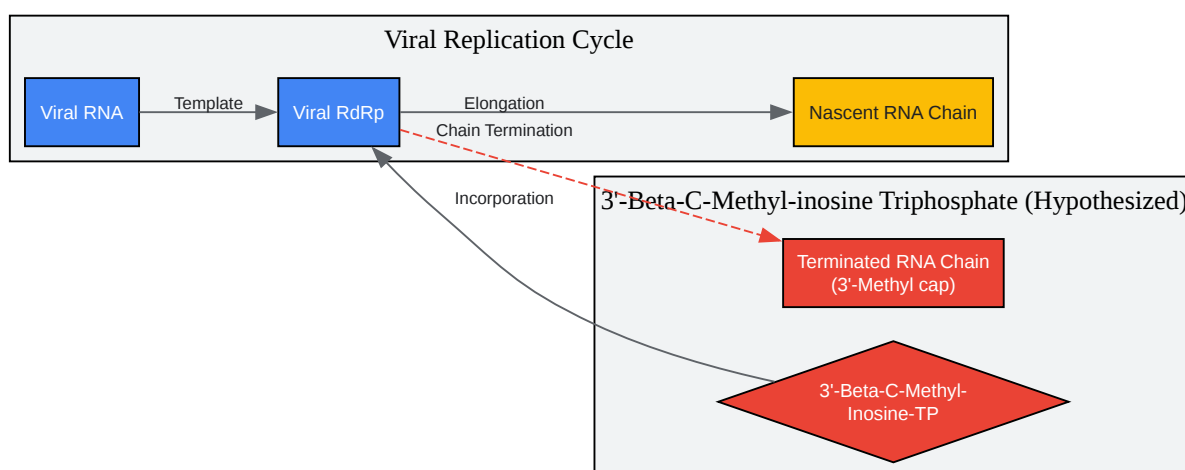 Viral Replication Cycle
Viral RNA
Template
Viral RdRp
Elongation
Chain Termination
Nascent RNA Chain
Incorporation
3'-Beta-C-Methyl-inosine Triphosphate (Hypothesized)
Terminated RNA Chain
(3'-Methyl cap)
3'-Beta-C-Methyl-
Inosine-TP